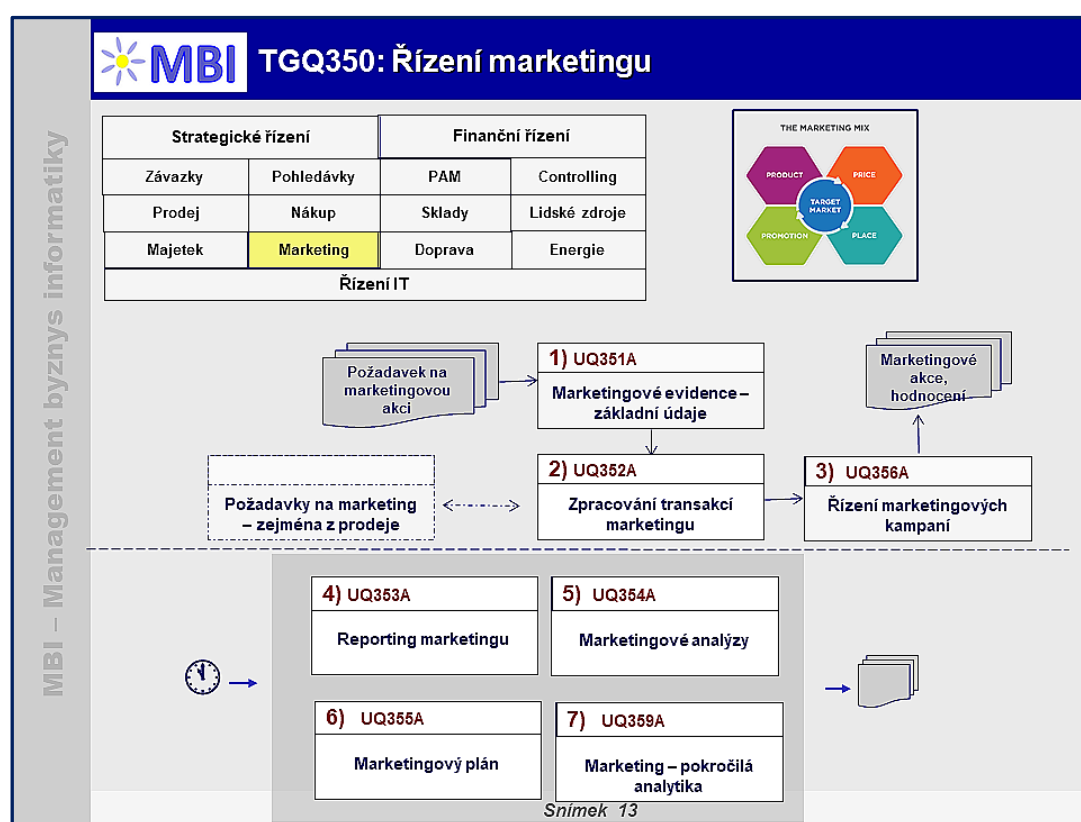 MBI – Management byznys informatiky
MBI
TGQ350: Řízení marketingu
Strategické řízení
Finanční řízení
Závazky
Pohledávky
PAM
Controlling
Prodej
Nákup
Sklady
Lidské zdroje
Majetek
Marketing
Doprava
Energie
Řízení IT
THE MARKETING MIX
PRODUCT
PRICE
TARGET
MARKET
PROMOTION
PLACE
Požadavek na
marketingovou
akci
1) UQ351A
Marketingové evidence –
základní údaje
Marketingové
akce,
hodnocení
Požadavky na marketing
– zejména z prodeje
2) UQ352A
Zpracování transakcí
marketingu
3) UQ356A
Řízení marketingových
kampaní
4) UQ353A
Reporting marketingu
5) UQ354A
Marketingové analýzy
6) UQ355A
Marketingový plán
7) UQ359A
Marketing – pokročilá
analytika
Snímek 13